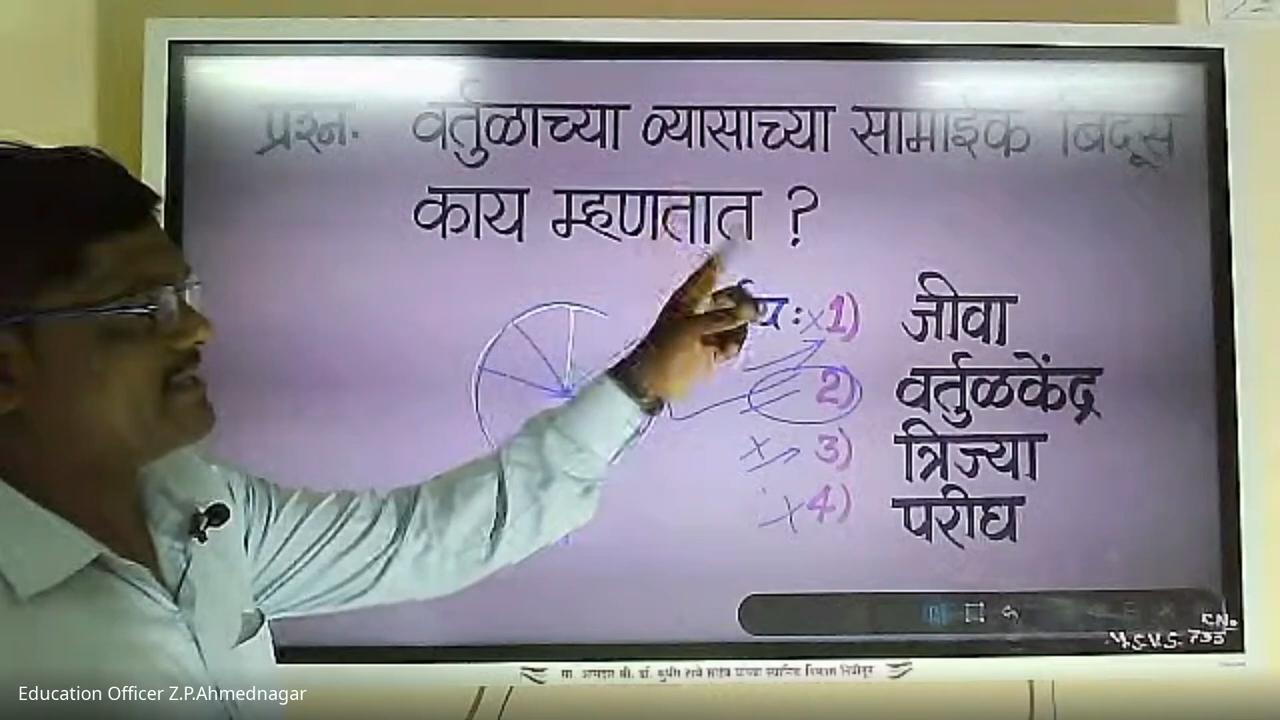 प्रश्न. वर्तुळाच्या व्यासाच्या सामाईक बिंदूस
काय म्हणतात ?
1) जीवा
2) वर्तुळकेंद्र
3) त्रिज्या
4) परीघ
Education Officer Z.P.Ahmednagar